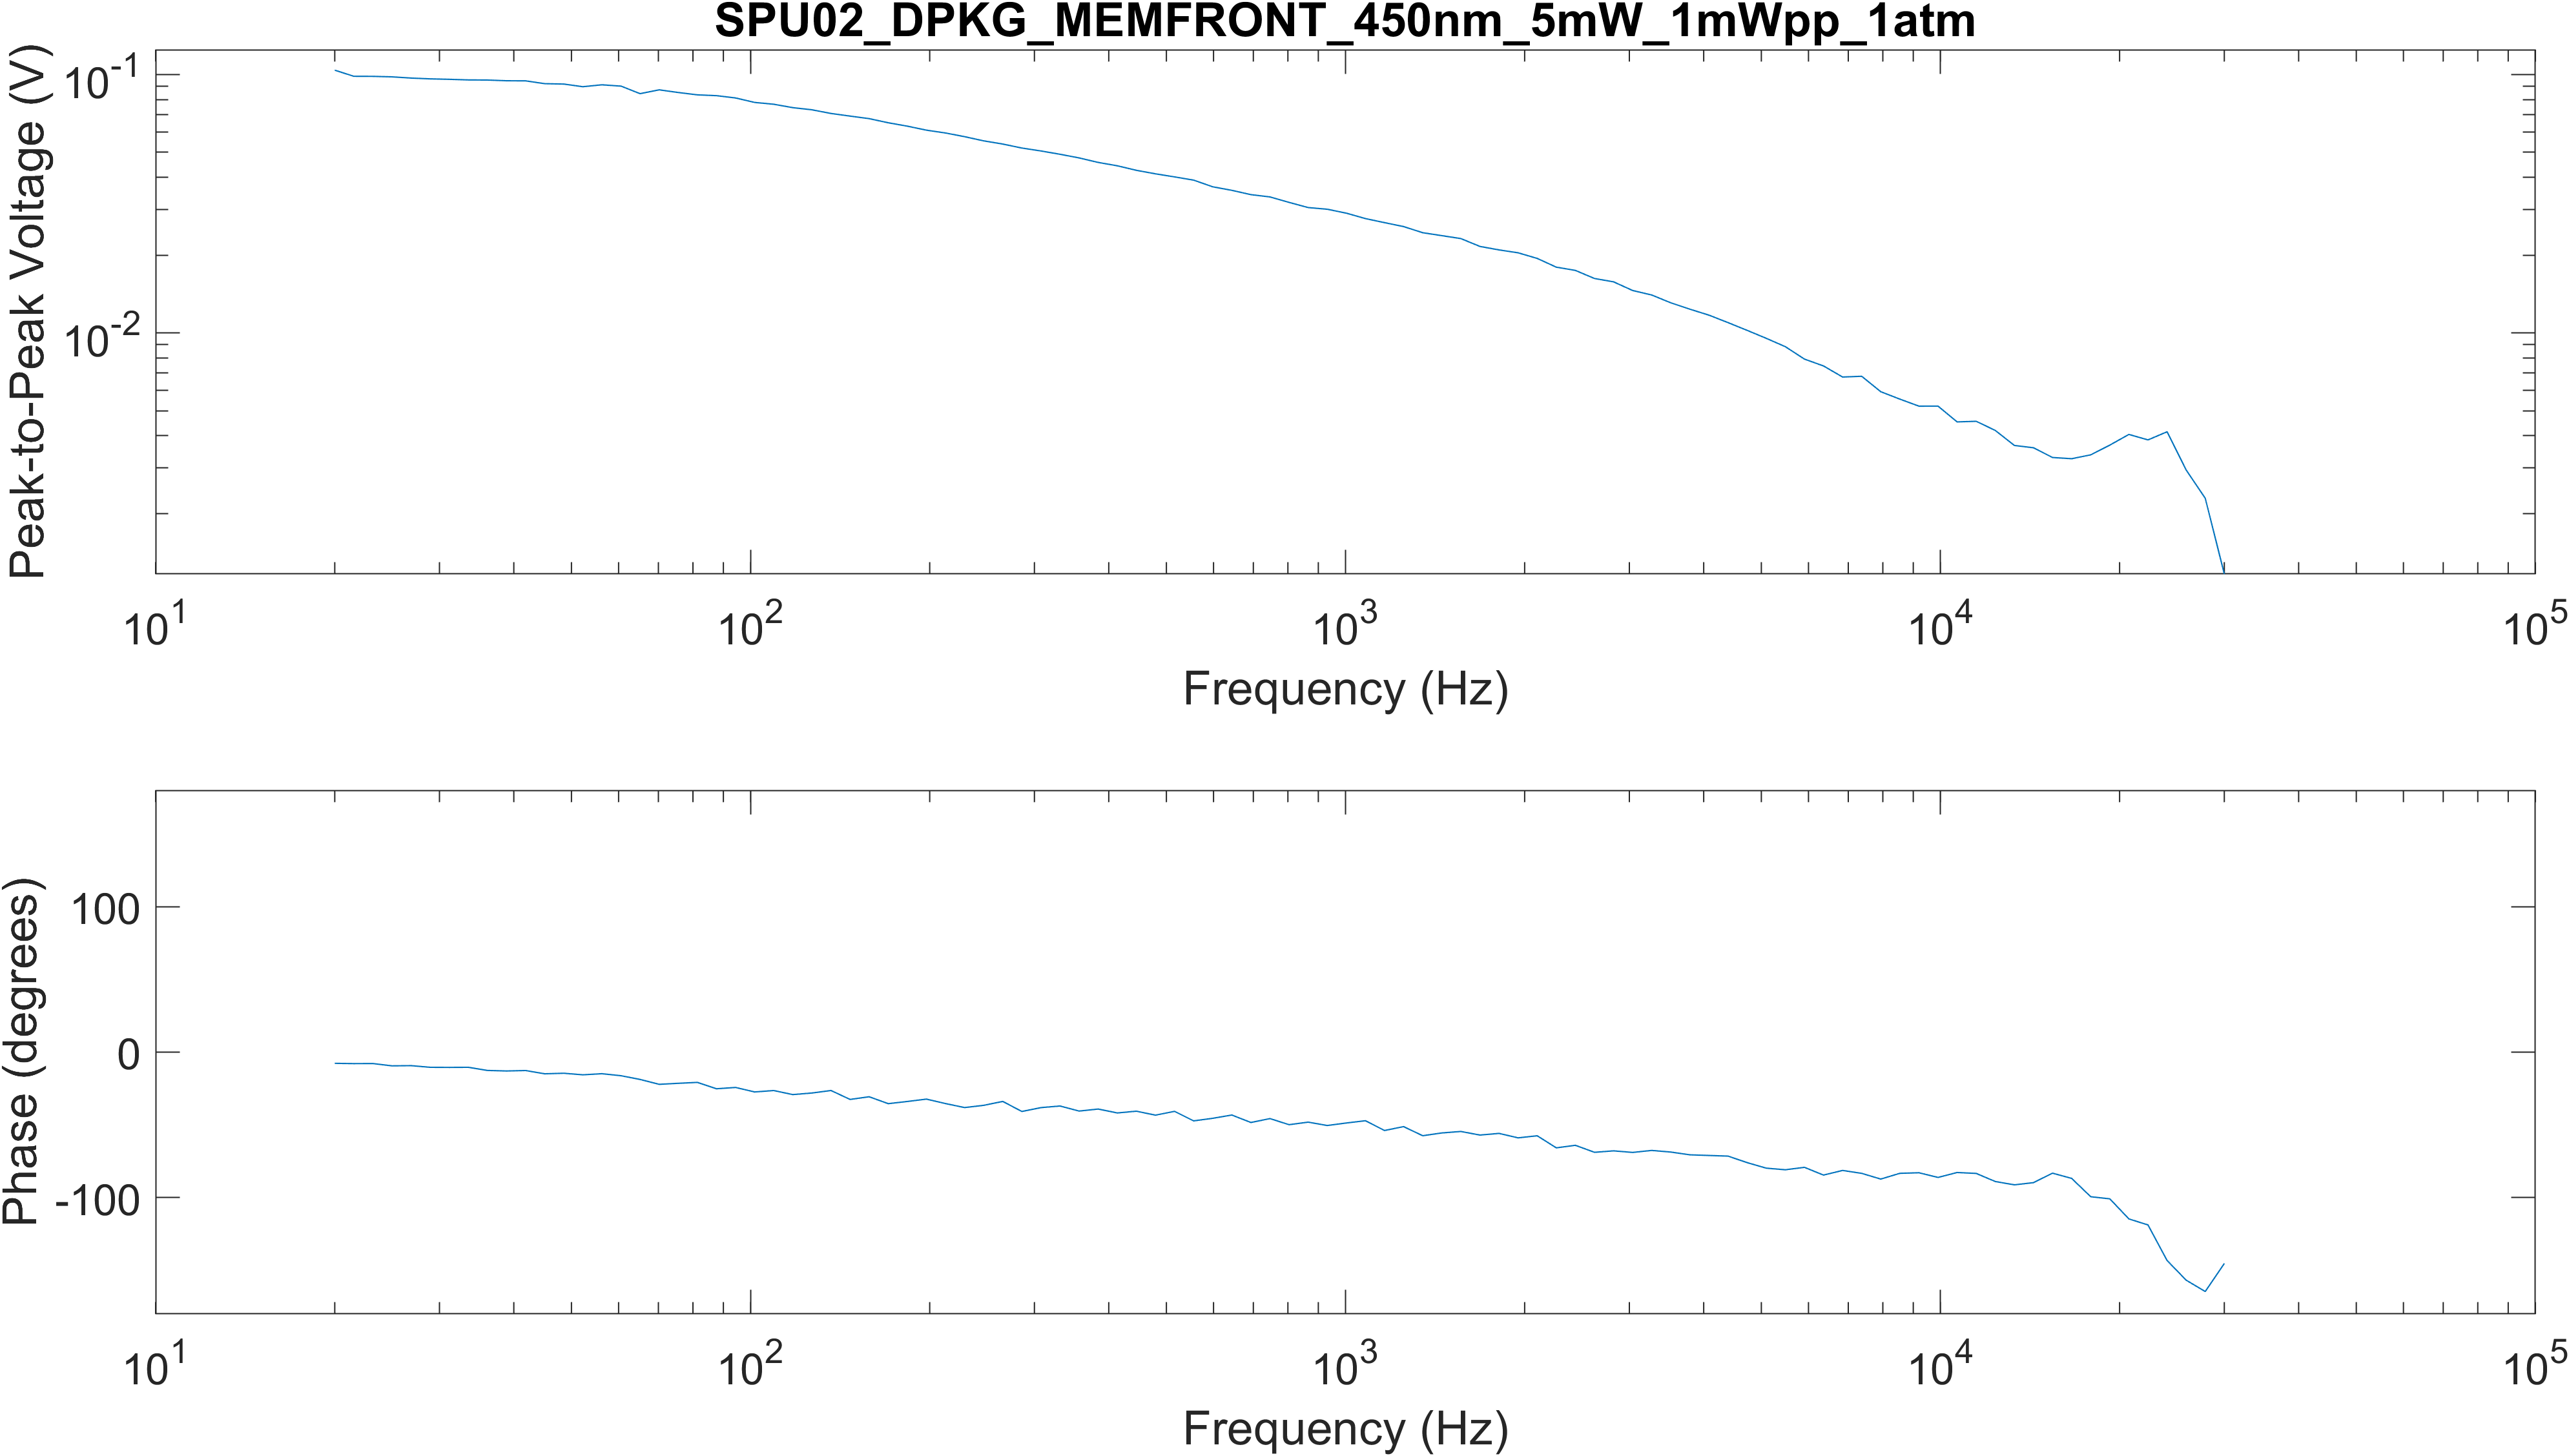 SPU02_DPKG_MEMFRONT_450nm_5mW_1mWpp_1atm
Peak-to-Peak Voltage (V)
10^-1
10^-2
10^1 10^2 10^3 10^4 10^5
Frequency (Hz)
Phase (degrees)
100
0
-100
10^1 10^2 10^3 10^4 10^5
Frequency (Hz)